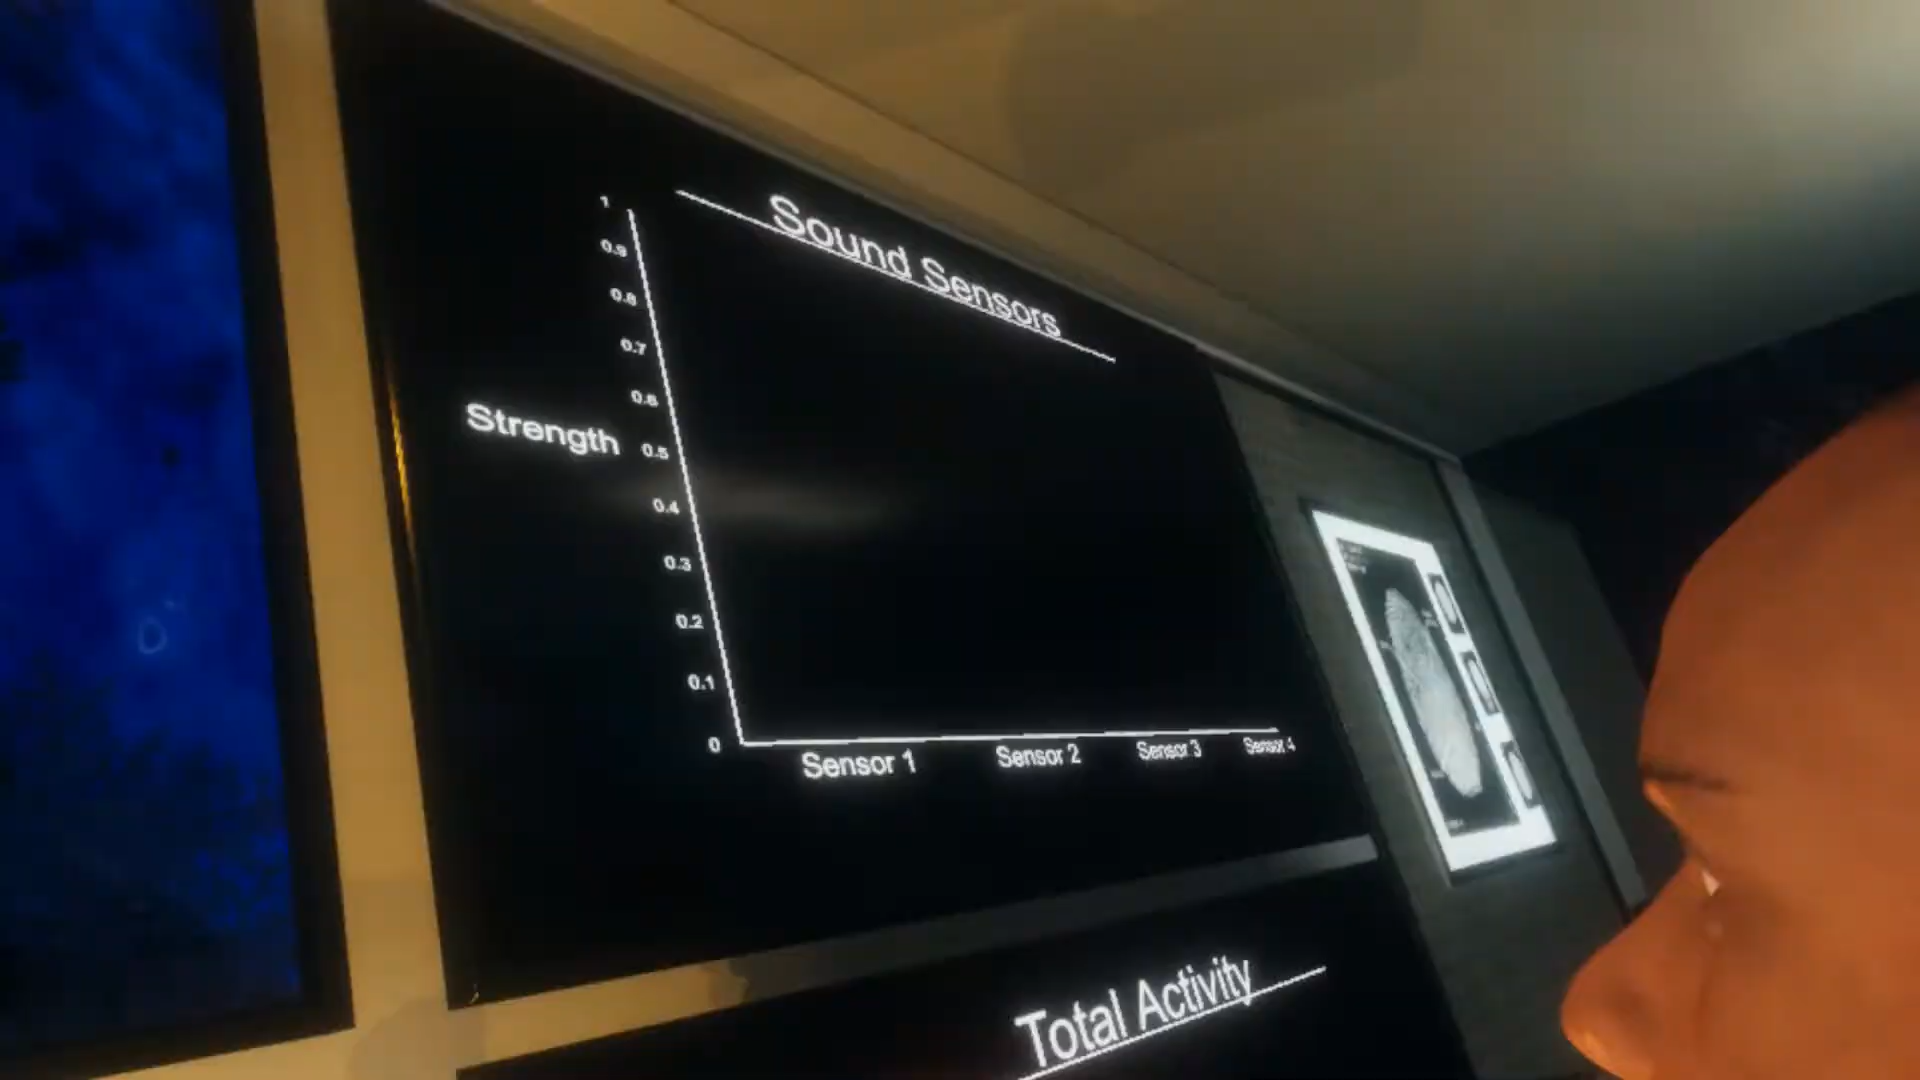 Sound Sensors
1
0.9
0.8
0.7
0.6
Strength
0.5
0.4
0.3
0.2
0.1
0
Sensor 1
Sensor 2
Sensor 3
Sensor 4
Total Activity